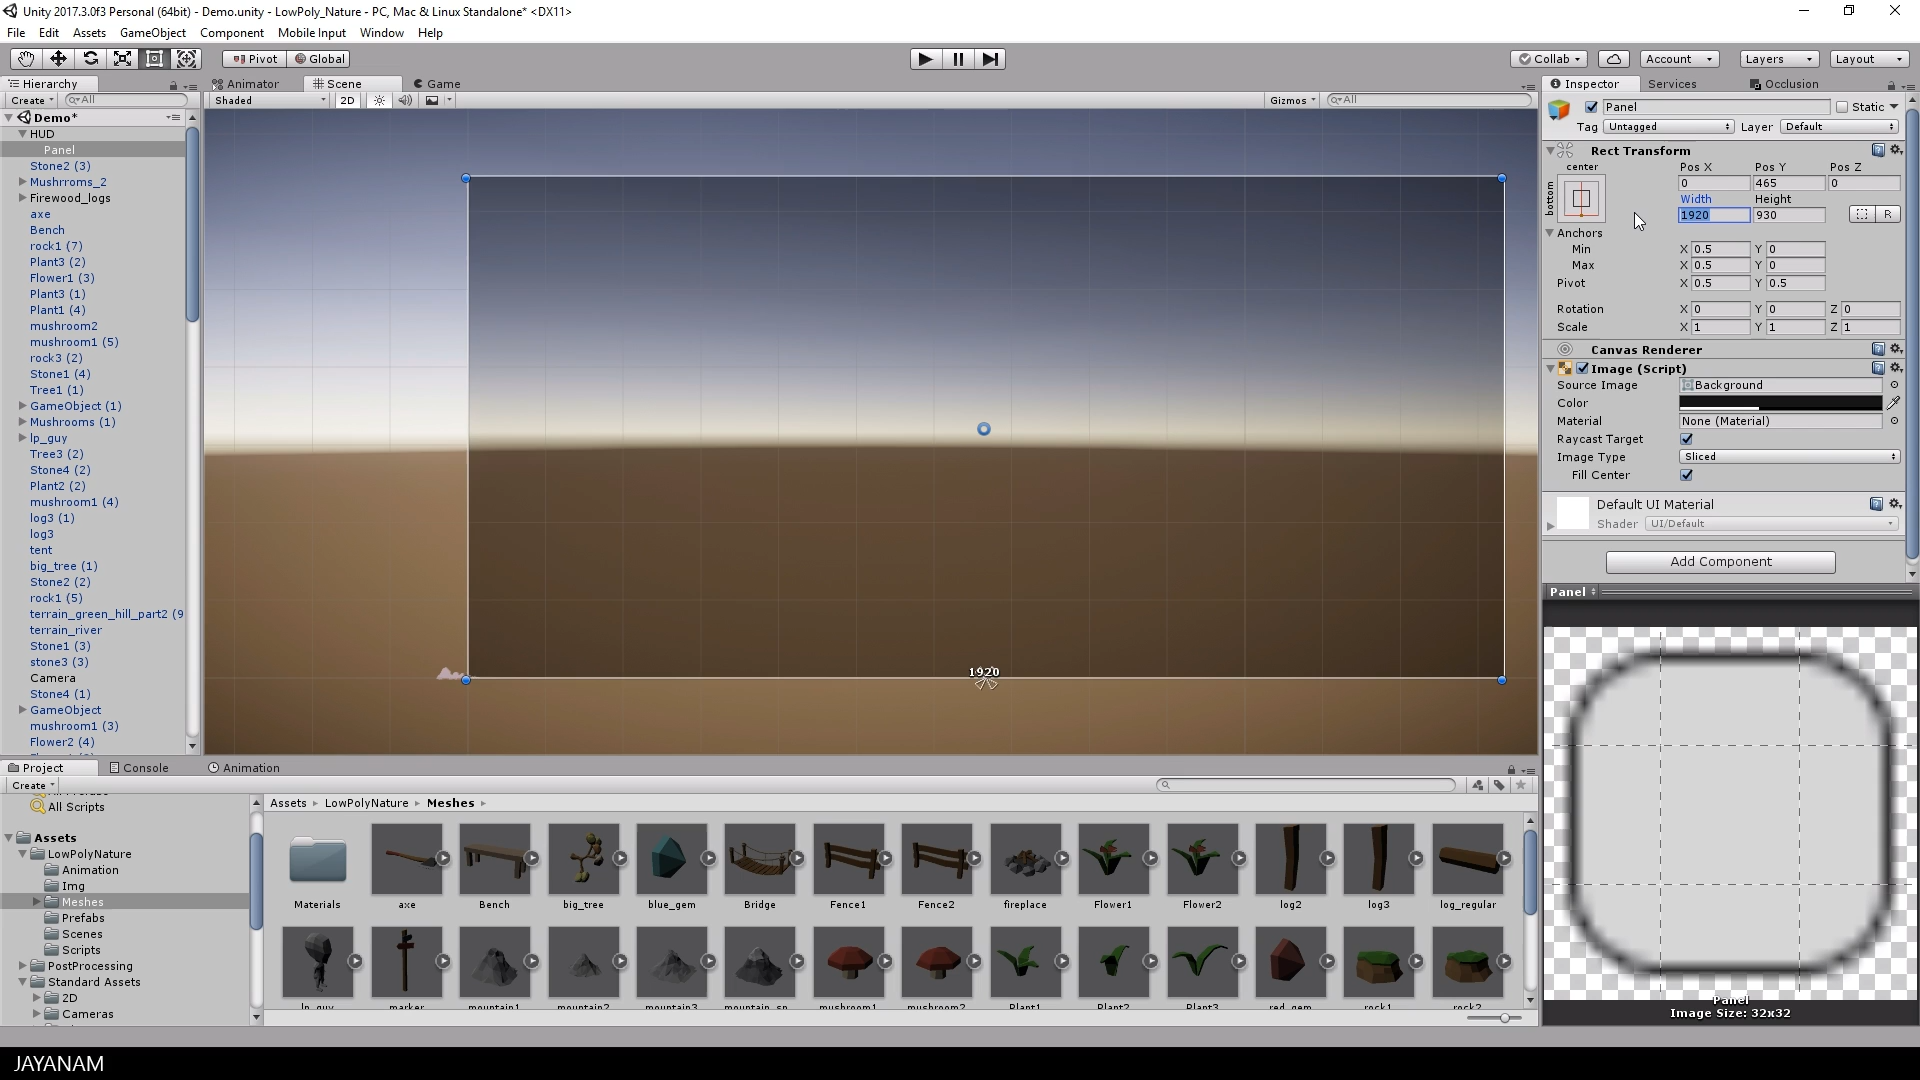 Unity 2017.3.0f3 Personal (64bit) - Demo.unity - LowPoly_Nature - PC, Mac & Linux Standalone* <DX11>
File Edit Assets GameObject Component Mobile Input Window Help
Pivot Global Collab Account Layers Layout
Hierarchy Animator Scene Game Inspector Services Occlusion
Create All Shaded 2D Gizmos All
Panel Static
Tag Untagged Layer Default
Demo*
HUD
Panel
Stone2 (3)
Mushrroms_2
Firewood_logs
axe
Bench
rock1 (7)
Plant3 (2)
Flower1 (3)
Plant3 (1)
Plant1 (4)
mushroom2
mushroom1 (5)
rock3 (2)
Stone1 (4)
Tree1 (1)
GameObject (1)
Mushrooms (1)
lp_guy
Tree3 (2)
Stone4 (2)
Plant2 (2)
mushroom1 (4)
log3 (1)
log3
tent
big_tree (1)
Stone2 (2)
rock1 (5)
terrain_green_hill_part2 (9
terrain_river
Stone1 (3)
stone3 (3)
Camera
Stone4 (1)
GameObject
mushroom1 (3)
Flower2 (4)
1920
Rect Transform
center Pos X Pos Y Pos Z
bottom 0 465 0
Width Height
1920 930 R
Anchors
Min X 0.5 Y 0
Max X 0.5 Y 0
Pivot X 0.5 Y 0.5
Rotation X 0 Y 0 Z 0
Scale X 1 Y 1 Z 1
Canvas Renderer
Image (Script)
Source Image Background
Color
Material None (Material)
Raycast Target
Image Type Sliced
Fill Center
Default UI Material
Shader UI/Default
Add Component
Panel
Panel
Image Size: 32x32
Project Console Animation
Create
All Scripts
Assets
LowPolyNature
Animation
Img
Meshes
Prefabs
Scenes
Scripts
PostProcessing
Standard Assets
2D
Cameras
Assets LowPolyNature Meshes
Materials axe Bench big_tree blue_gem Bridge Fence1 Fence2 fireplace Flower1 Flower2 log2 log3 log_regular
lp_guy marker mountain1 mountain2 mountain3 mountain_sn mushroom1 mushroom2 Plant1 Plant2 Plant3 red_gem rock1 rock2
JAYANAM